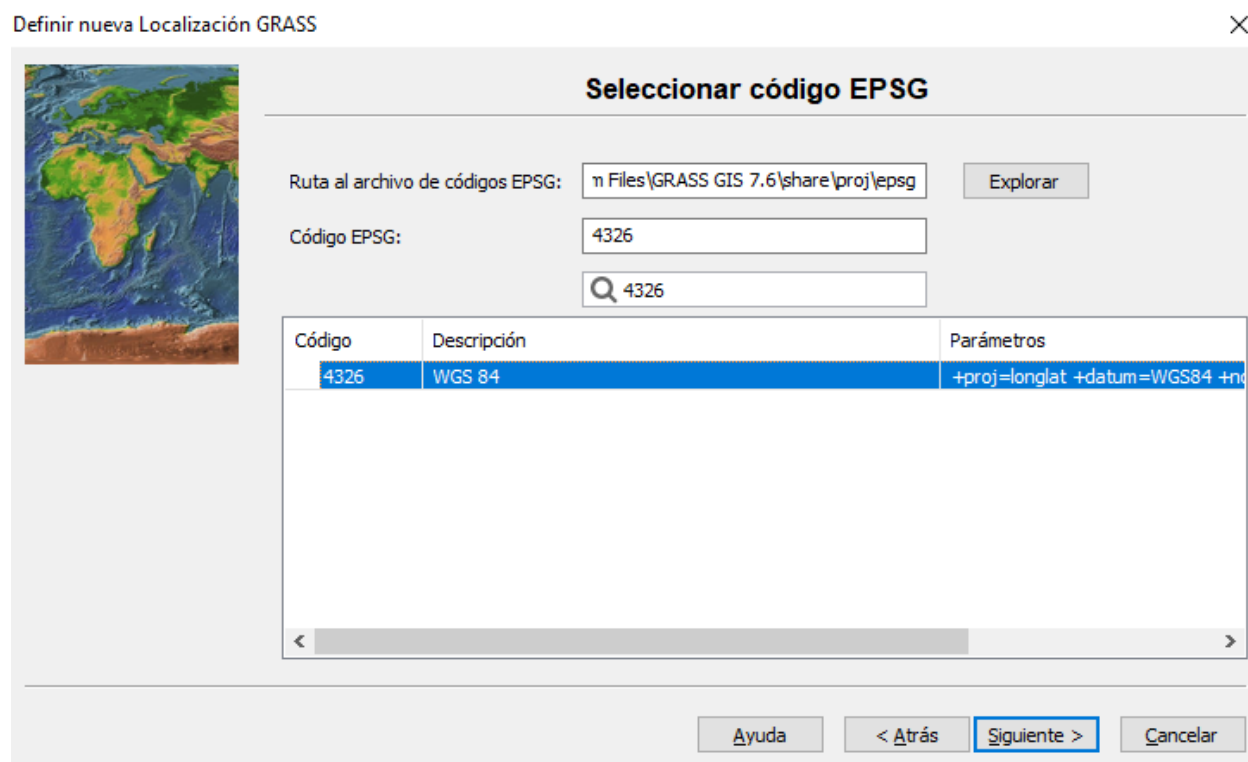 Definir nueva Localización GRASS
Seleccionar código EPSG
Ruta al archivo de códigos EPSG: n Files\GRASS GIS 7.6\share\proj\epsg Explorar
Código EPSG: 4326
4326
Código Descripción Parámetros
4326 WGS 84 +proj=longlat +datum=WGS84 +no
Ayuda < Atrás Siguiente > Cancelar